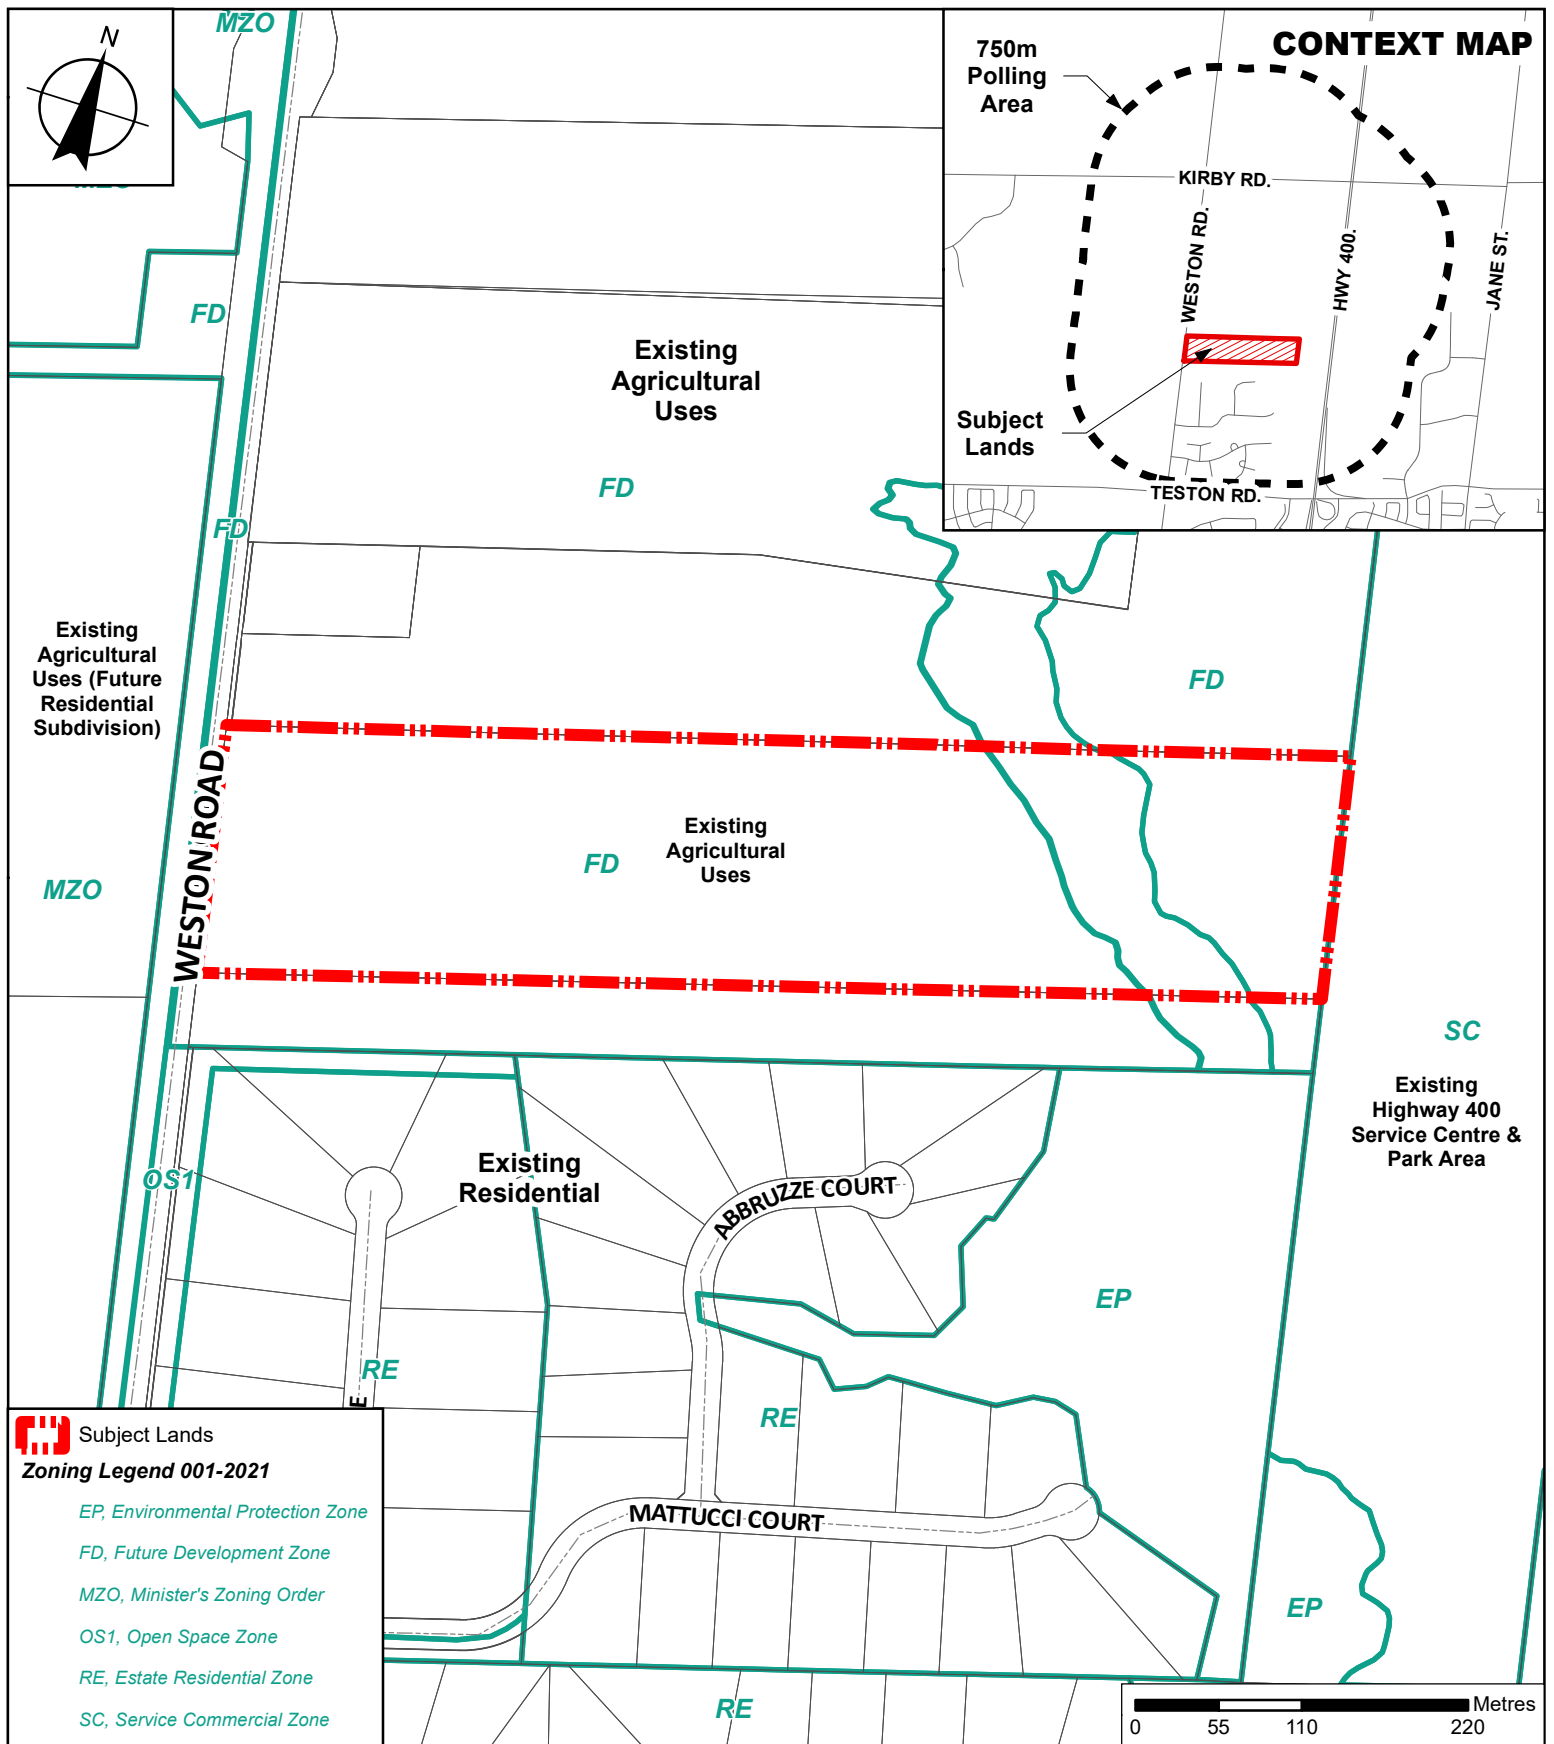 N
MZO
MZO
FD
FD
Existing
Agricultural
Uses
FD
CONTEXT MAP
750m
Polling
Area
KIRBY RD.
WESTON RD.
HWY 400.
JANE ST.
Subject
Lands
TESTON RD.
Existing
Agricultural
Uses (Future
Residential
Subdivision)
FD
WESTON ROAD
Existing
Agricultural
Uses
FD
MZO
SC
Existing
Highway 400
Service Centre &
Park Area
OS1
Existing
Residential
ABBRUZZE COURT
EP
RE
E
RE
MATTUCCI COURT
EP
RE
Subject Lands
Zoning Legend 001-2021
EP, Environmental Protection Zone
FD, Future Development Zone
MZO, Minister's Zoning Order
OS1, Open Space Zone
RE, Estate Residential Zone
SC, Service Commercial Zone
Metres
0 55 110 220